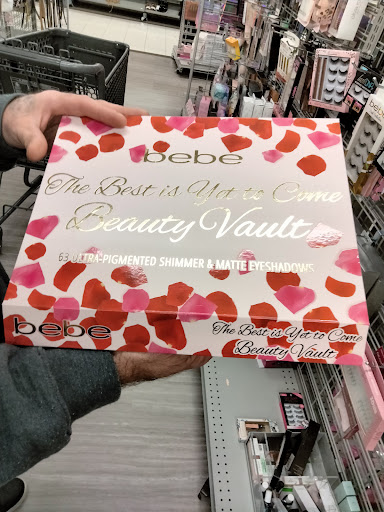 bebe
The Best is Yet to Come
Beauty Vault
63 ULTRA-PIGMENTED SHIMMER & MATTE EYESHADOWS
bebe
The Best is Yet to Come
Beauty Vault